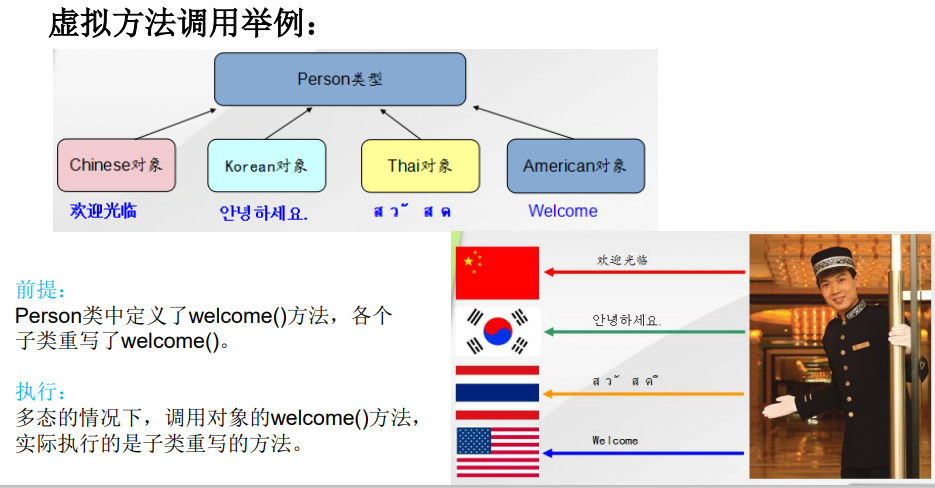 虚拟方法调用举例：
Person类型
Chinese对象
Korean对象
Thai对象
American对象
欢迎光临
안녕하세요.
ส ว ั ส ด
Welcome
欢迎光临
안녕하세요.
ส ว ั ส ด ี
Welcome
前提：
Person类中定义了welcome()方法，各个
子类重写了welcome()。
执行：
多态的情况下，调用对象的welcome()方法，
实际执行的是子类重写的方法。